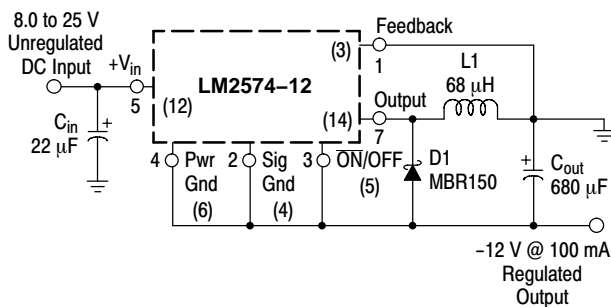 8.0 to 25 V
Unregulated
DC Input
+Vin
5
Cin
22 μF
+
(12)
LM2574–12
(3)
Feedback
1
(14)
Output
7
L1
68 μH
4
Pwr
Gnd
(6)
2
Sig
Gnd
(4)
3
ON/OFF
(5)
D1
MBR150
+
Cout
680 μF
–12 V @ 100 mA
Regulated
Output